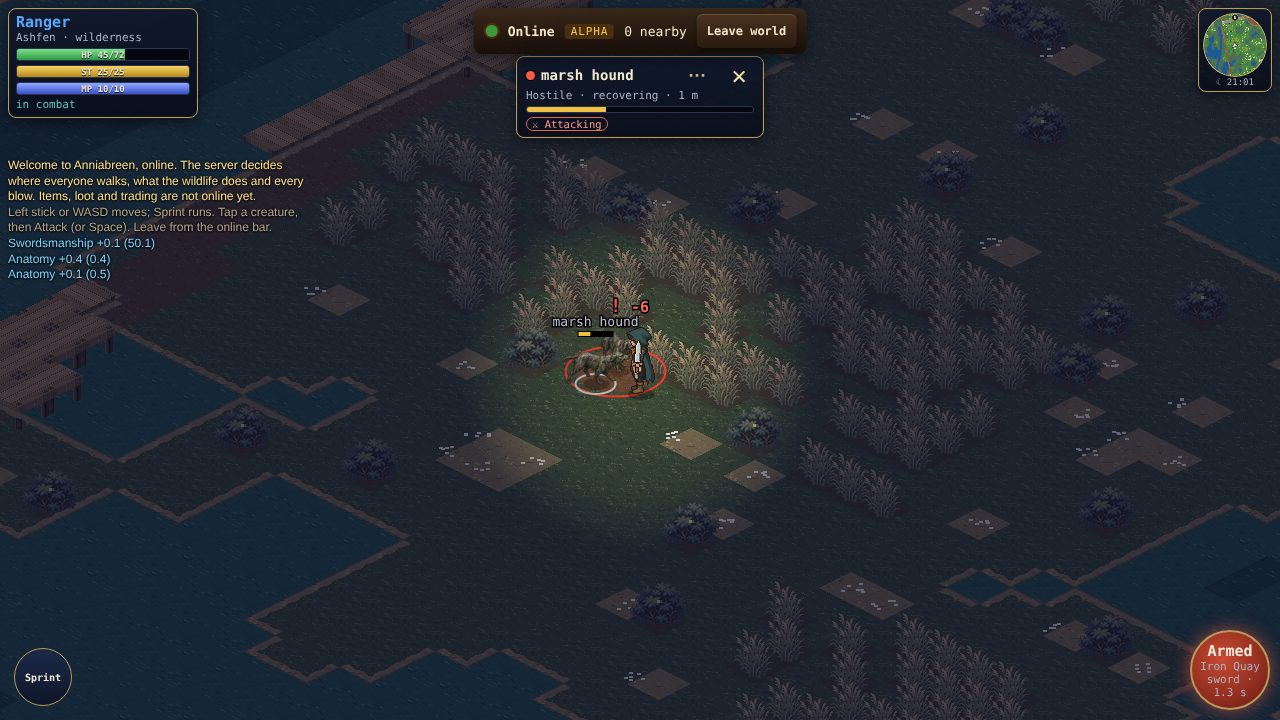 Ranger
Ashfen · wilderness
HP 45/72
ST 25/25
MP 10/10
in combat
Online ALPHA 0 nearby Leave world
marsh hound ··· ✕
Hostile · recovering · 1 m
⚔ Attacking
☾ 21:01
Welcome to Anniabreen, online. The server decides
where everyone walks, what the wildlife does and every
blow. Items, loot and trading are not online yet.
Left stick or WASD moves; Sprint runs. Tap a creature,
then Attack (or Space). Leave from the online bar.
Swordsmanship +0.1 (50.1)
Anatomy +0.4 (0.4)
Anatomy +0.1 (0.5)
! -6
marsh hound
Sprint
Armed
Iron Quay
sword ·
1.3 s